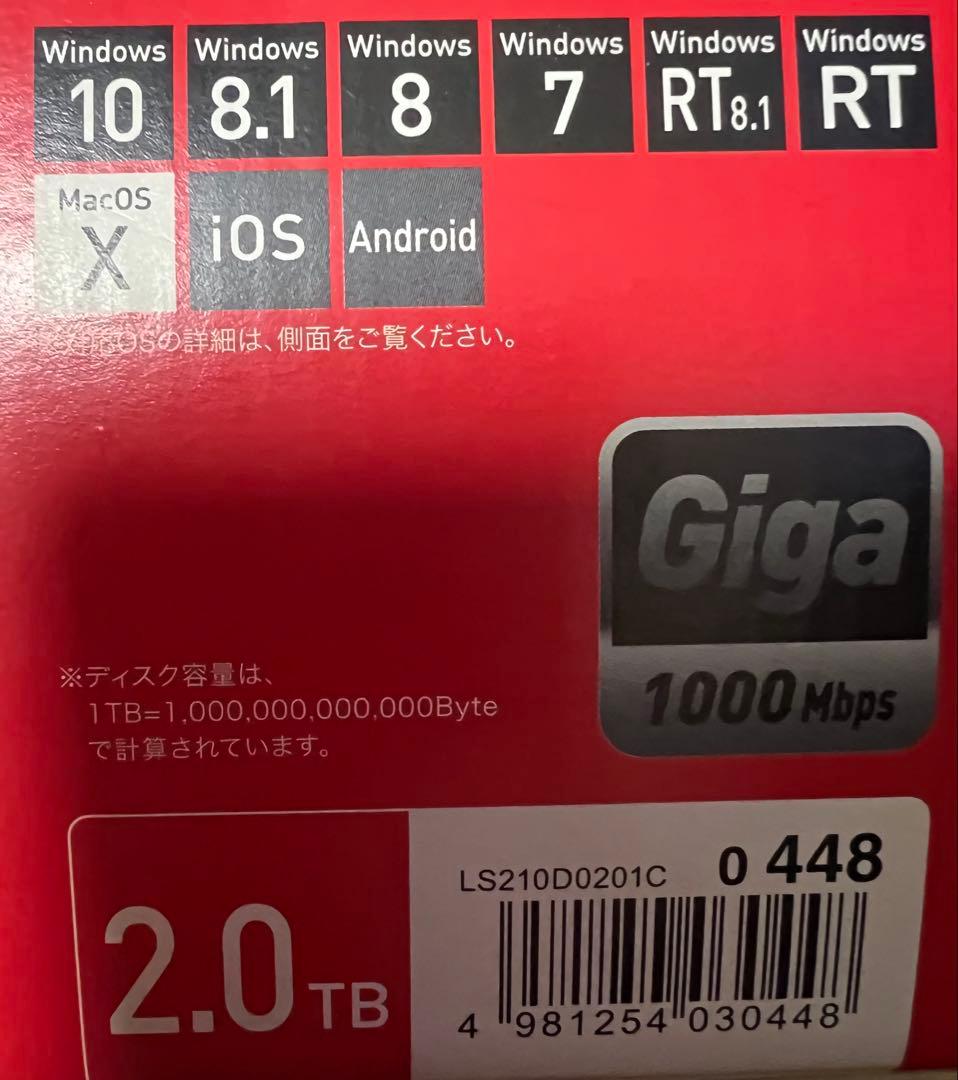 Windows 10
Windows 8.1
Windows 8
Windows 7
Windows RT8.1
Windows RT
MacOS X
iOS
Android
※対応OSの詳細は、側面をご覧ください。
Giga
1000Mbps
※ディスク容量は、
1TB=1,000,000,000,000Byte
で計算されています。
2.0TB
LS210D0201C 0 448
4 981254 030448